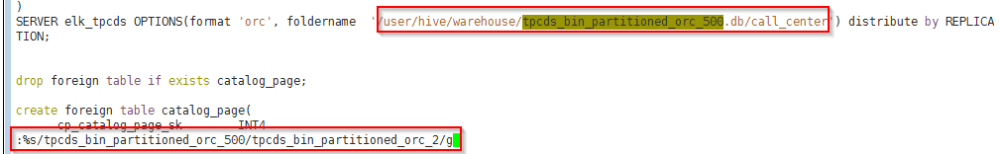 )
SERVER elk_tpcds OPTIONS(format 'orc', foldername  '/user/hive/warehouse/tpcds_bin_partitioned_orc_500.db/call_center') distribute by REPLICA
TION;
drop foreign table if exists catalog_page;
create foreign table catalog_page(
cp_catalog_page_sk        INT4
:%s/tpcds_bin_partitioned_orc_500/tpcds_bin_partitioned_orc_2/g